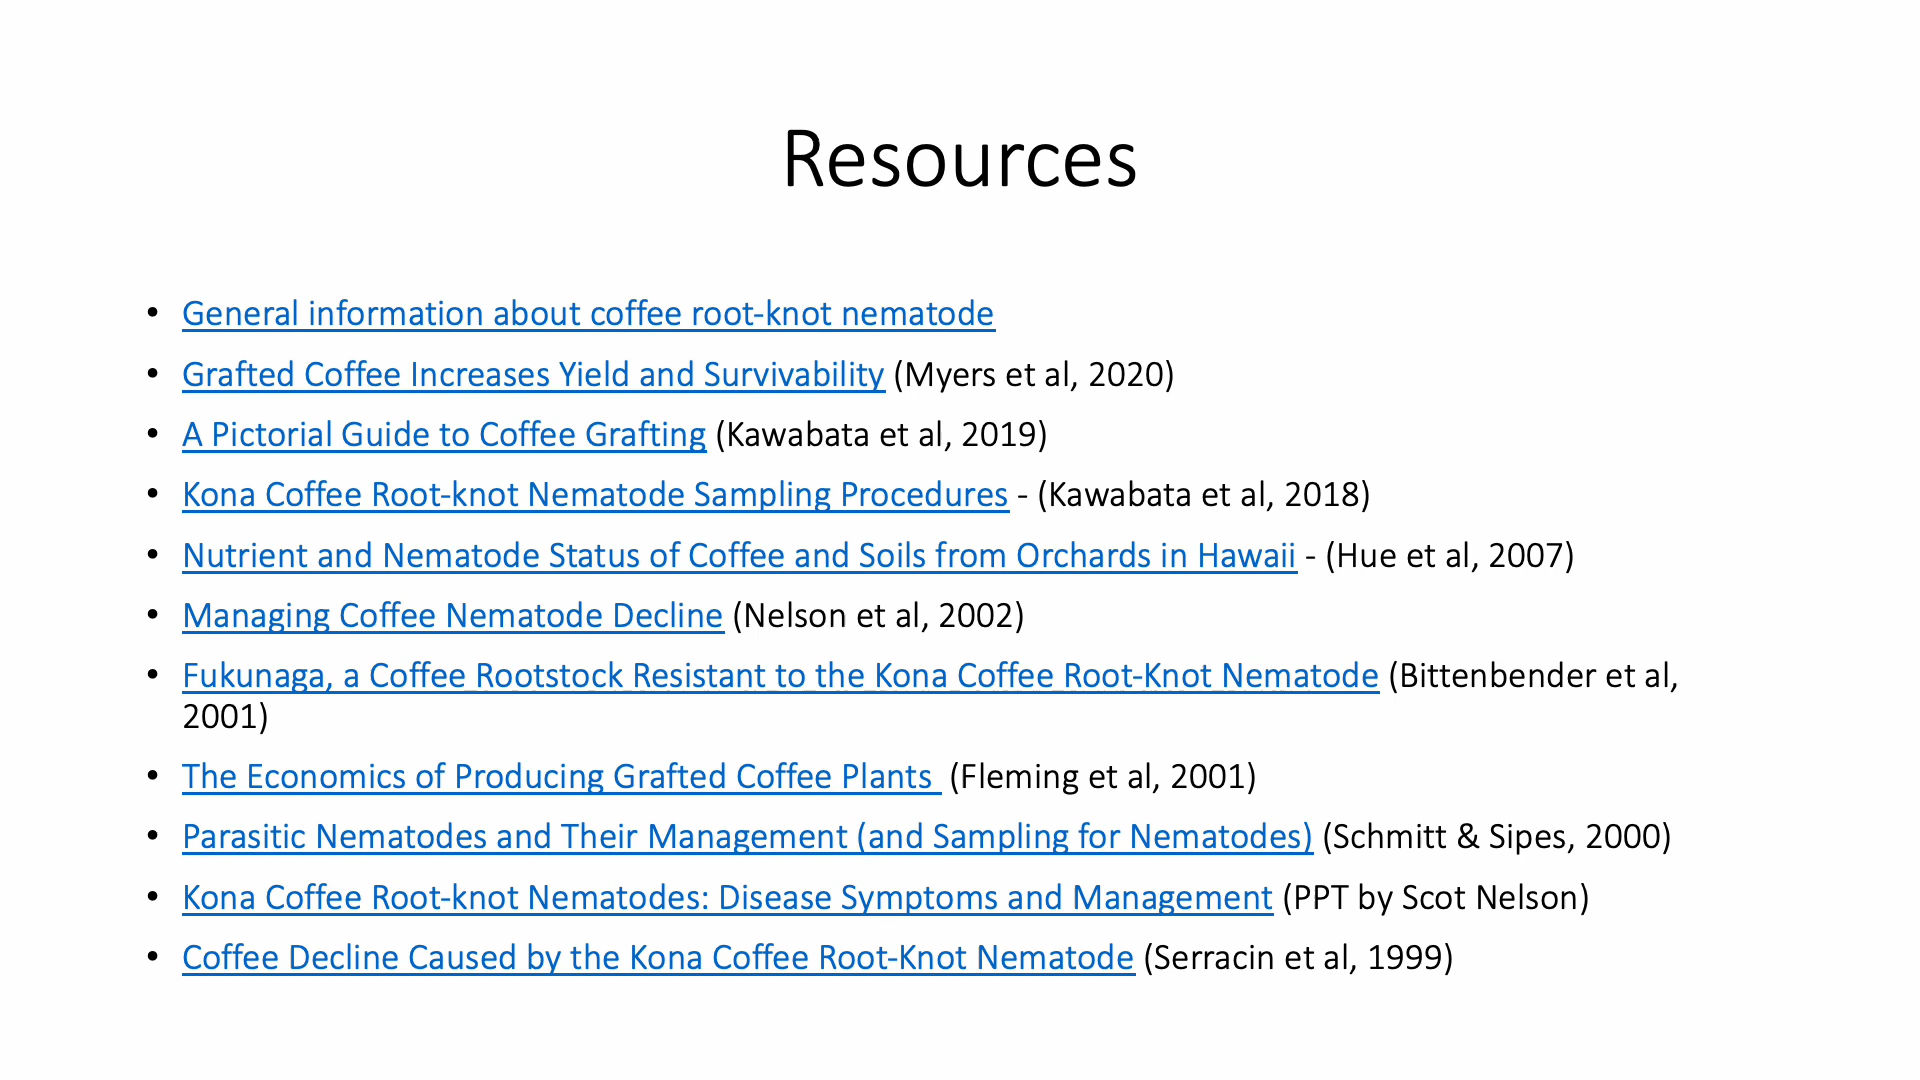 Resources
• General information about coffee root-knot nematode
• Grafted Coffee Increases Yield and Survivability (Myers et al, 2020)
• A Pictorial Guide to Coffee Grafting (Kawabata et al, 2019)
• Kona Coffee Root-knot Nematode Sampling Procedures - (Kawabata et al, 2018)
• Nutrient and Nematode Status of Coffee and Soils from Orchards in Hawaii - (Hue et al, 2007)
• Managing Coffee Nematode Decline (Nelson et al, 2002)
• Fukunaga, a Coffee Rootstock Resistant to the Kona Coffee Root-Knot Nematode (Bittenbender et al,
2001)
• The Economics of Producing Grafted Coffee Plants (Fleming et al, 2001)
• Parasitic Nematodes and Their Management (and Sampling for Nematodes) (Schmitt & Sipes, 2000)
• Kona Coffee Root-knot Nematodes: Disease Symptoms and Management (PPT by Scot Nelson)
• Coffee Decline Caused by the Kona Coffee Root-Knot Nematode (Serracin et al, 1999)